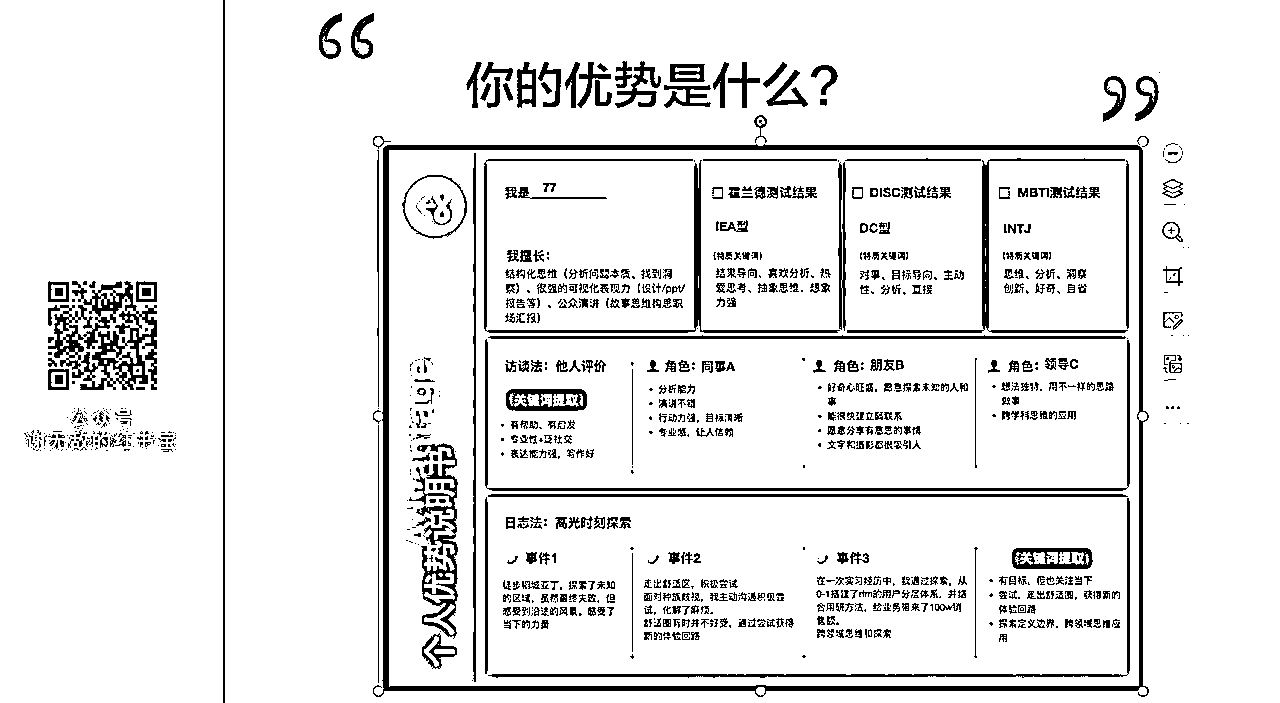 你的优势是什么?
我是 77
我擅长:
结构化思维(分析问题本质、找到洞
察)、很强的可视化表现力(设计/ppt/
报告等)、公众演讲(故事思维构思职
场汇报)
霍兰德测试结果
IEA型
(特质关键词)
结果导向、喜欢分析、热
爱思考、抽象思维、想象
力强
DISC测试结果
DC型
(特质关键词)
对事、目标导向、主动
性、分析、直接
MBTI测试结果
INTJ
(特质关键词)
思维、分析、洞察
创新、好奇、自省
访谈法:他人评价
(关键词提取)
有帮助、有启发
专业性+泛社交
表达能力强,写作好
角色:同事A
分析能力
演讲不错
行动力强,目标清晰
专业感,让人信赖
角色:朋友B
好奇心旺盛,愿意探索未知的人和
事
能很快建立弱联系
愿意分享有意思的事情
文字和摄影都很吸引人
角色:领导C
想法独特,用不一样的思路
做事
跨学科思维的应用
日志法:高光时刻探索
事件1
徒步稻城亚丁,探索了未知
的区域,虽然最终失败,但
感受到沿途的风景。感受了
当下的力量
事件2
走出舒适区,积极尝试
面对种族歧视,我主动沟通积极尝
试,化解了麻烦。
舒适圈有时并不好受,通过尝试获得
新的体验回路
事件3
在一次实习经历中,我通过探索,从
0-1搭建了rfm的用户分层体系,并结
合用研方法,给业务带来了100w销
售额。
跨领域思维和探索
(关键词提取)
有目标,但也关注当下
尝试,走出舒适圈,获得新的
体验回路
探索定义边界,跨领域思维应
用
个人优势说明书
公众号